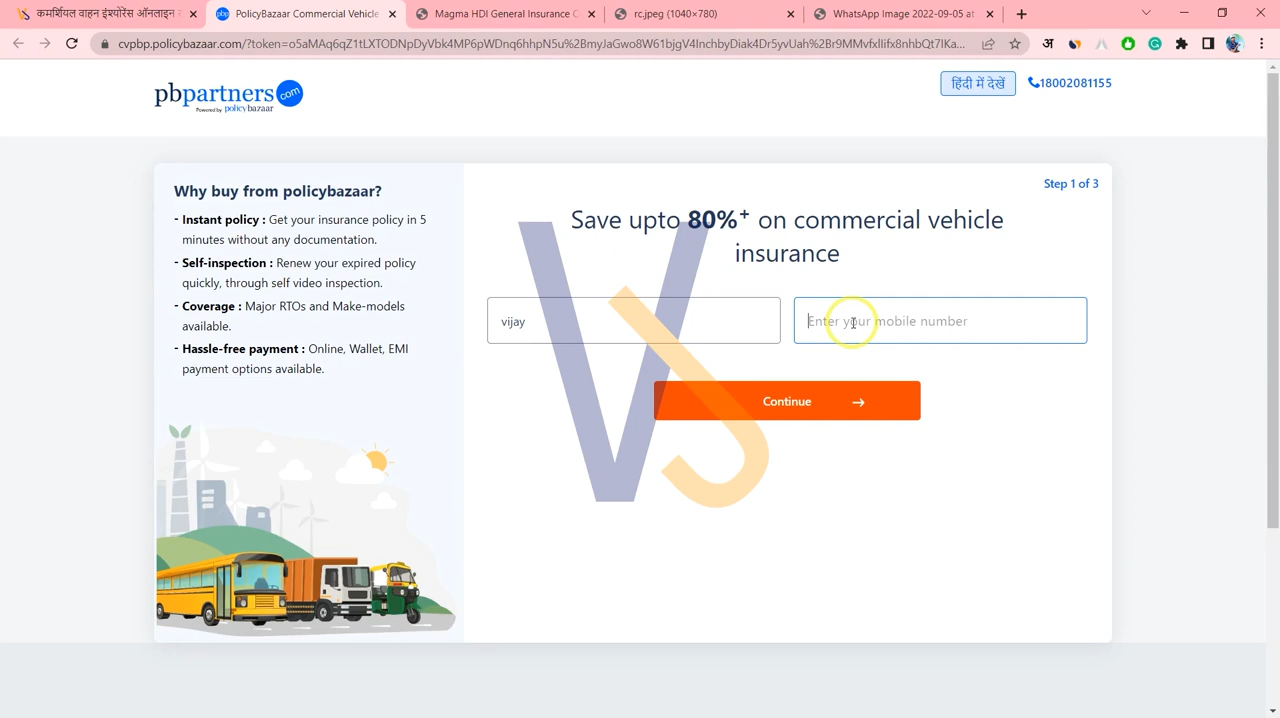 कमर्शियल वाहन इंश्योरेंस ऑनलाइन
PolicyBazaar Commercial Vehicle
Magma HDI General Insurance C
rc.jpeg (1040×780)
WhatsApp Image 2022-09-05 at
cvpbp.policybazaar.com/?token=
pbpartners.com
Powered by policybazaar
हिंदी में देखें
18002081155
Why buy from policybazaar?
- Instant policy : Get your insurance policy in 5
minutes without any documentation.
- Self-inspection : Renew your expired policy
quickly, through self video inspection.
- Coverage : Major RTOs and Make-models
available.
- Hassle-free payment : Online, Wallet, EMI
payment options available.
Step 1 of 3
Save upto 80%+ on commercial vehicle
insurance
vijay
Enter your mobile number
Continue →
VJ